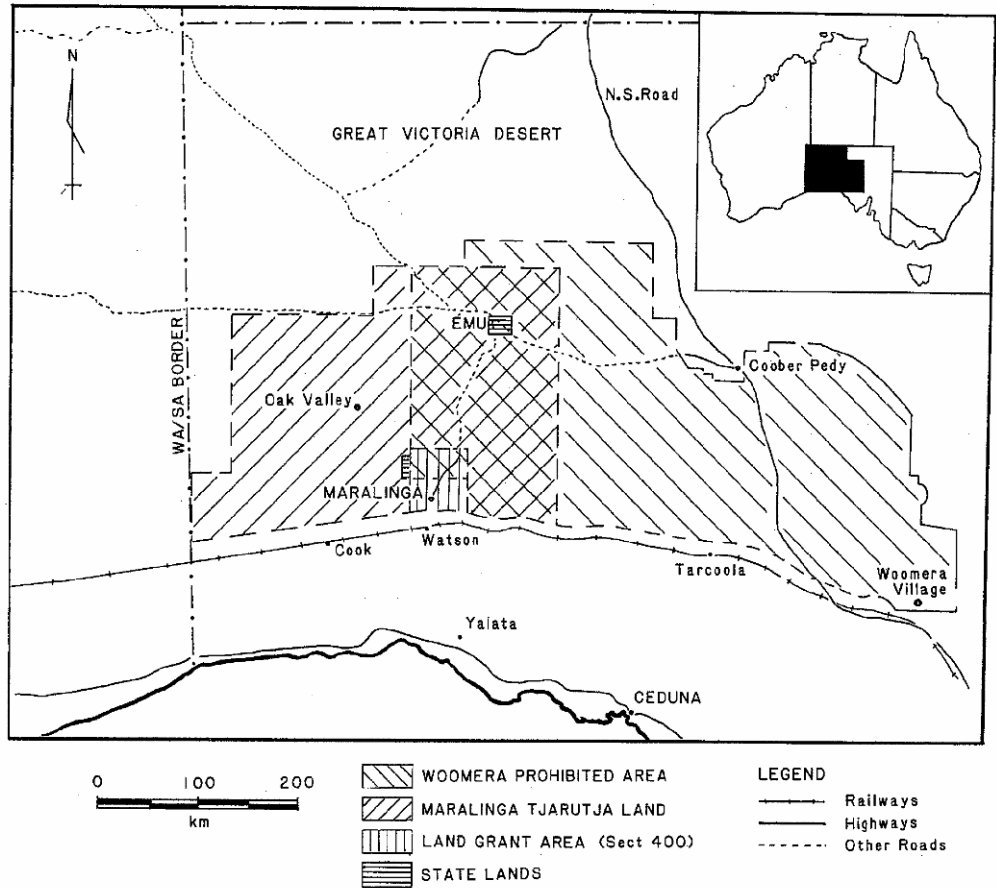 N
N.S.Road
GREAT VICTORIA DESERT
WA/SA BORDER
EMU
Coober Pedy
Oak Valley
MARALINGA
Watson
Cook
Tarcoola
Woomera
Village
Yalata
CEDUNA
0 100 200
km
WOOMERA PROHIBITED AREA
MARALINGA TJARUTJA LAND
LAND GRANT AREA (Sect 400)
STATE LANDS
LEGEND
Railways
Highways
Other Roads